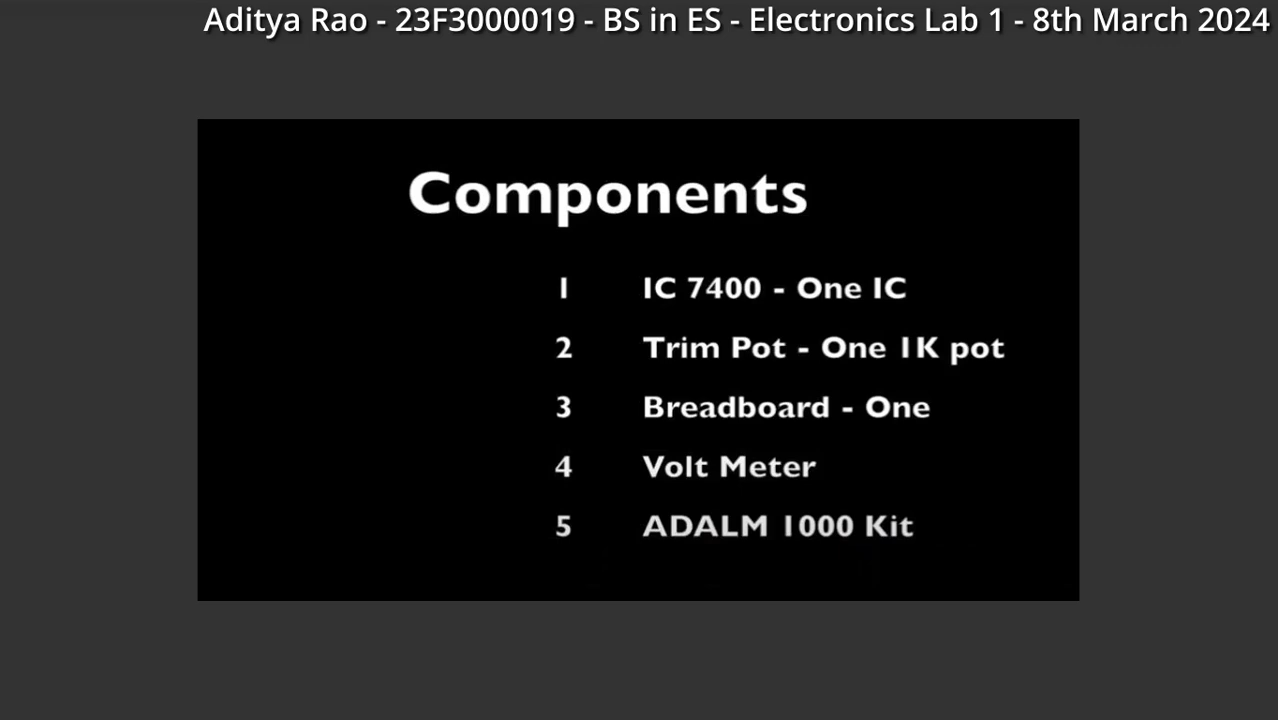 Aditya Rao - 23F3000019 - BS in ES - Electronics Lab 1 - 8th March 2024
Components
1 IC 7400 - One IC
2 Trim Pot - One 1K pot
3 Breadboard - One
4 Volt Meter
5 ADALM 1000 Kit